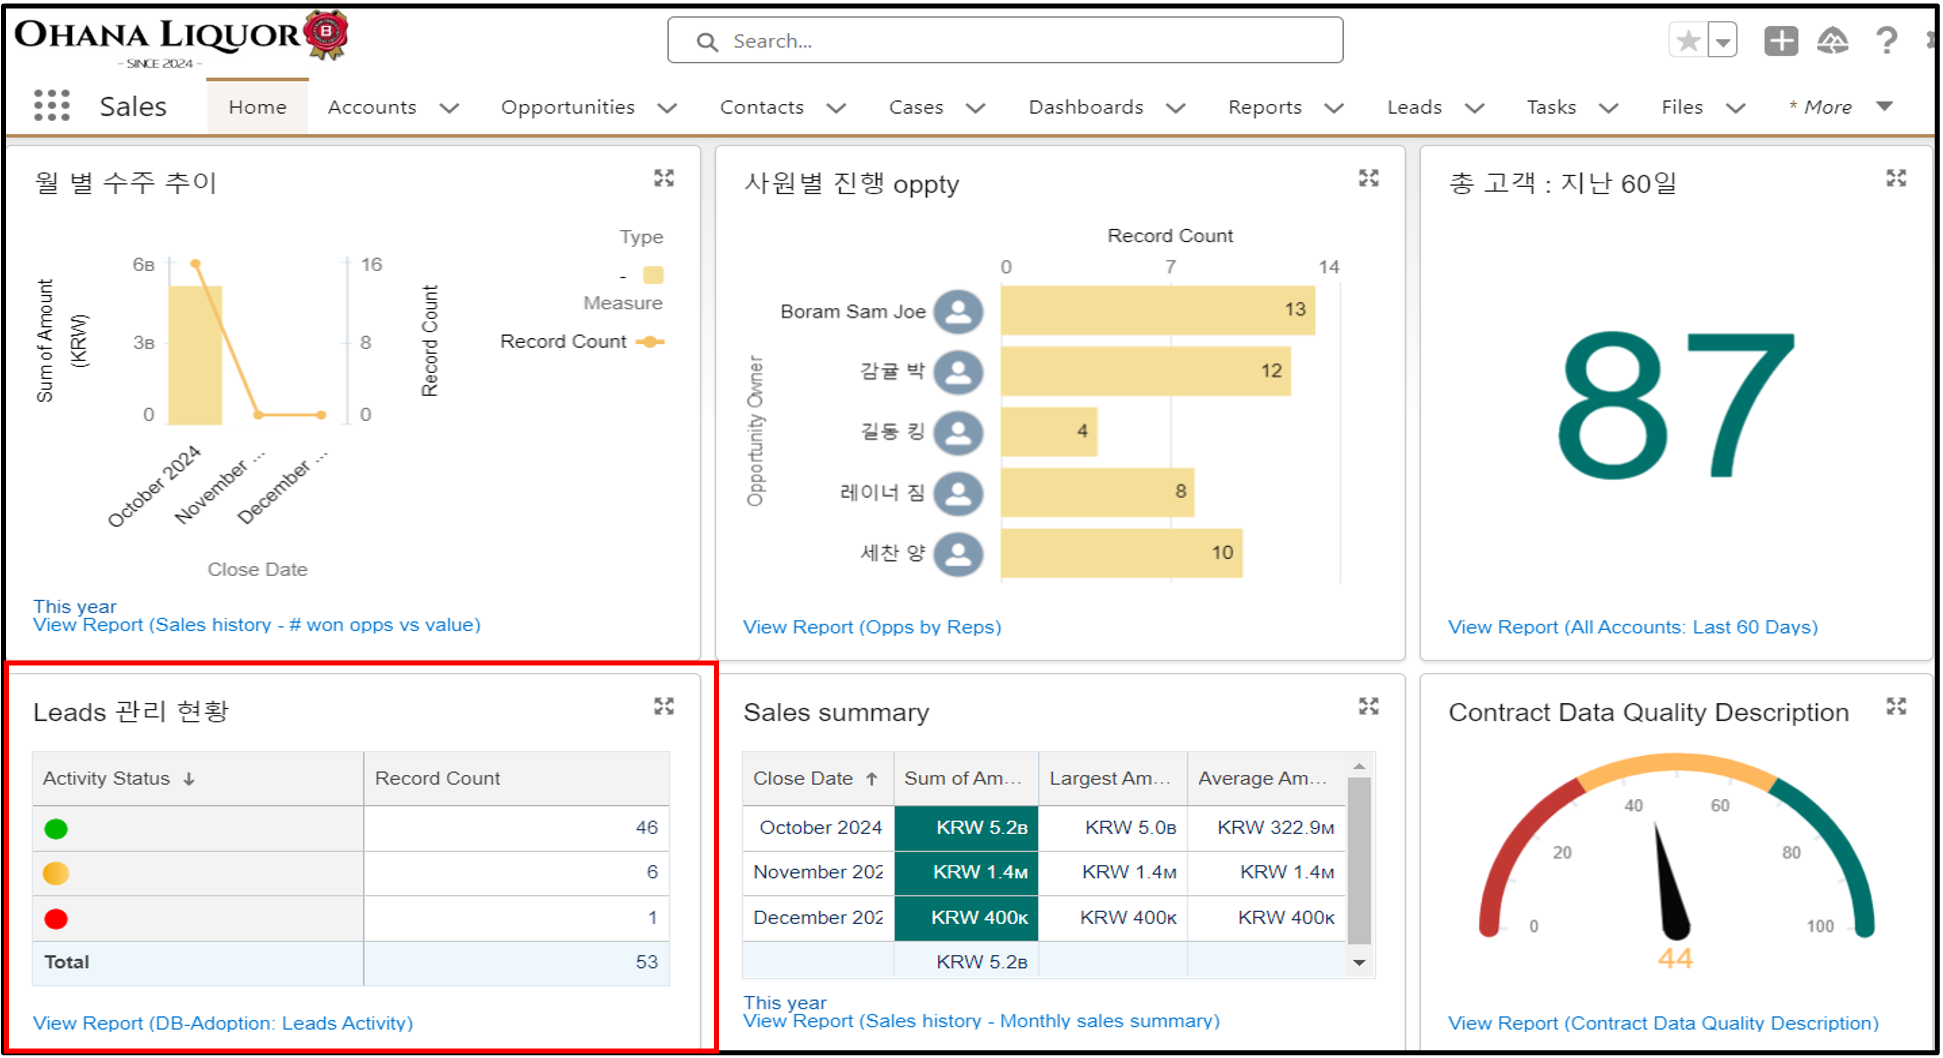 OHANA LIQUOR
B
- SINCE 2024 -
Search...
Sales
Home
Accounts
Opportunities
Contacts
Cases
Dashboards
Reports
Leads
Tasks
Files
* More
월 별 수주 추이
Type
-
Measure
Record Count
Sum of Amount
(KRW)
6B
3B
0
16
8
0
Record Count
October 2024
November ...
December ...
Close Date
This year
View Report (Sales history - # won opps vs value)
사원별 진행 oppty
Record Count
0 7 14
Opportunity Owner
Boram Sam Joe 13
감귤 박 12
길동 킹 4
레이너 짐 8
세찬 양 10
View Report (Opps by Reps)
총 고객 : 지난 60일
87
View Report (All Accounts: Last 60 Days)
Leads 관리 현황
Activity Status ↓ Record Count
46
6
1
Total 53
View Report (DB-Adoption: Leads Activity)
Sales summary
Close Date ↑ Sum of Am... Largest Am... Average Am...
October 2024 KRW 5.2B KRW 5.0B KRW 322.9M
November 202 KRW 1.4M KRW 1.4M KRW 1.4M
December 202 KRW 400K KRW 400K KRW 400K
KRW 5.2B
This year
View Report (Sales history - Monthly sales summary)
Contract Data Quality Description
0
20
40
60
80
100
44
View Report (Contract Data Quality Description)